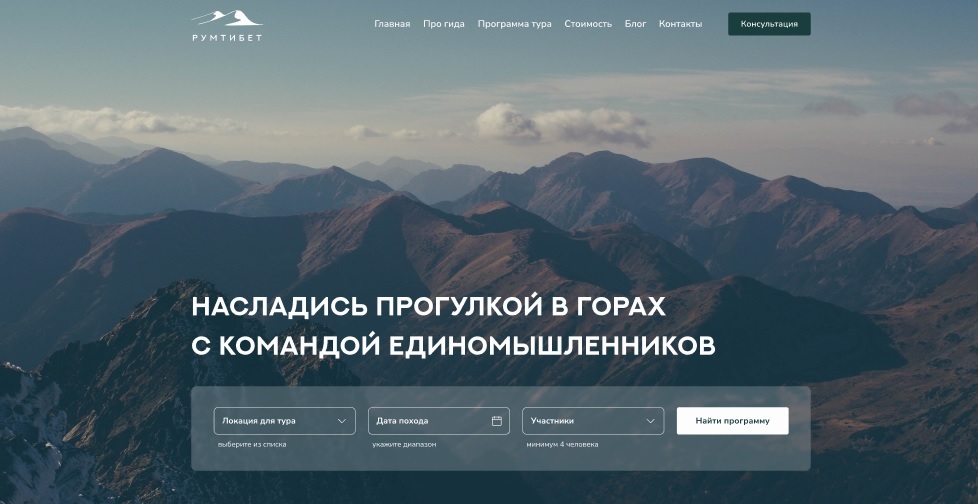 РУМТИБЕТ
Главная Про гида Программа тура Стоимость Блог Контакты Консультация
НАСЛАДИСЬ ПРОГУЛКОЙ В ГОРАХ
С КОМАНДОЙ ЕДИНОМЫШЛЕННИКОВ
Локация для тура Дата похода Участники Найти программу
выберите из списка укажите диапазон минимум 4 человека